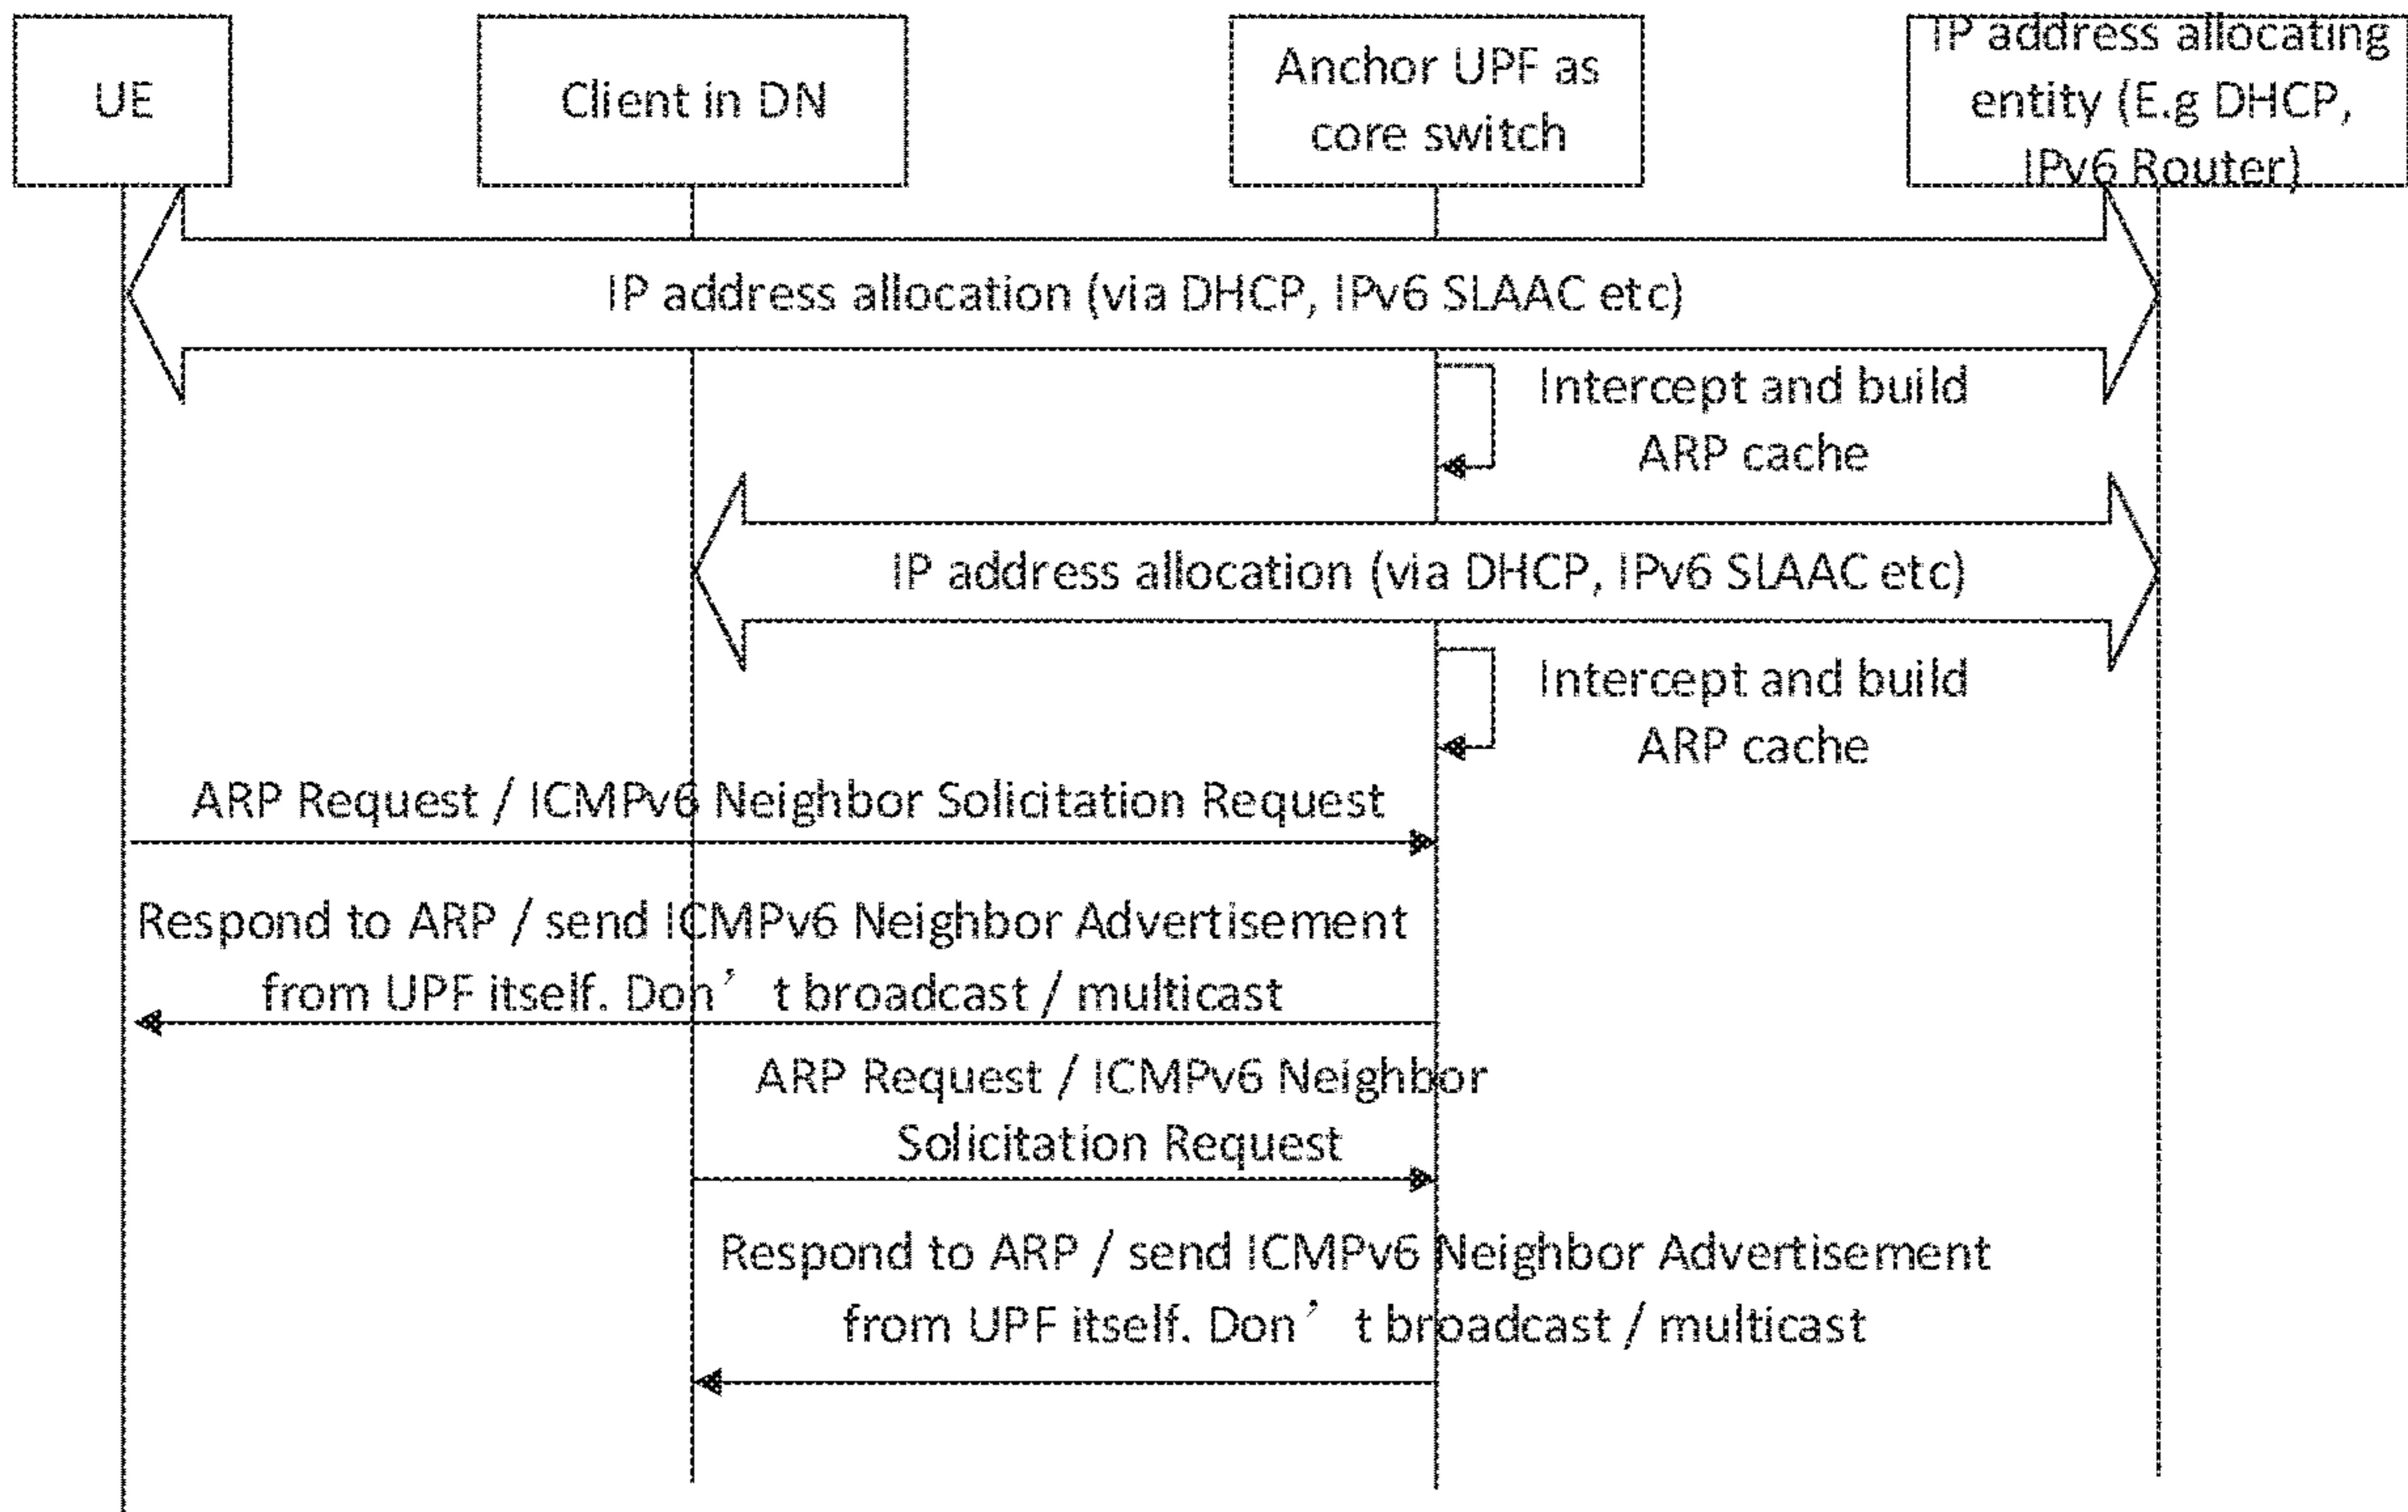 UE
Client in DN
Anchor UPF as
core switch
IP address allocating
entity (E.g DHCP,
IPv6 Router)
IP address allocation (via DHCP, IPv6 SLAAC etc)
Intercept and build
ARP cache
IP address allocation (via DHCP, IPv6 SLAAC etc)
Intercept and build
ARP cache
ARP Request / ICMPv6 Neighbor Solicitation Request
Respond to ARP / send ICMPv6 Neighbor Advertisement
from UPF itself. Don’t broadcast / multicast
ARP Request / ICMPv6 Neighbor
Solicitation Request
Respond to ARP / send ICMPv6 Neighbor Advertisement
from UPF itself. Don’t broadcast / multicast